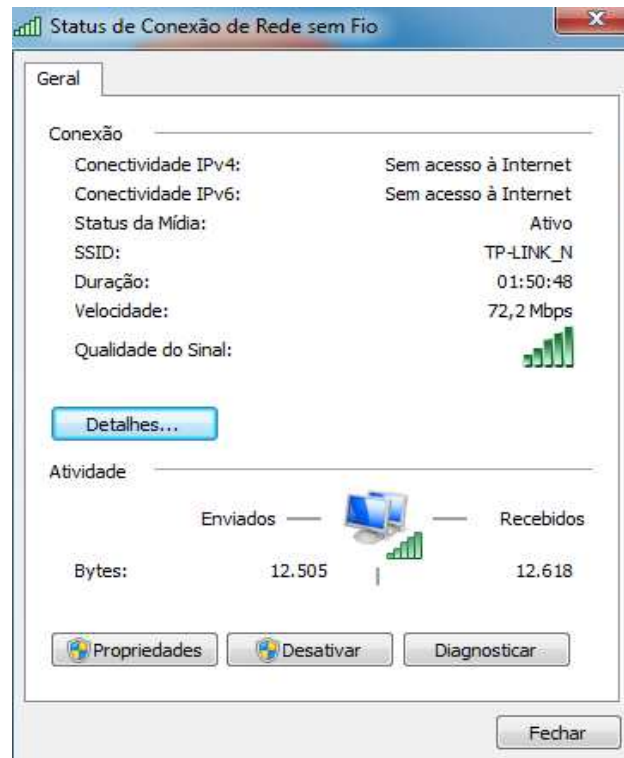 Status de Conexão de Rede sem Fio
Geral
Conexão
Conectividade IPv4: Sem acesso à Internet
Conectividade IPv6: Sem acesso à Internet
Status da Mídia: Ativo
SSID: TP-LINK_N
Duração: 01:50:48
Velocidade: 72,2 Mbps
Qualidade do Sinal:
Detalhes...
Atividade
Enviados Recebidos
Bytes: 12.505 12.618
Propriedades Desativar Diagnosticar
Fechar